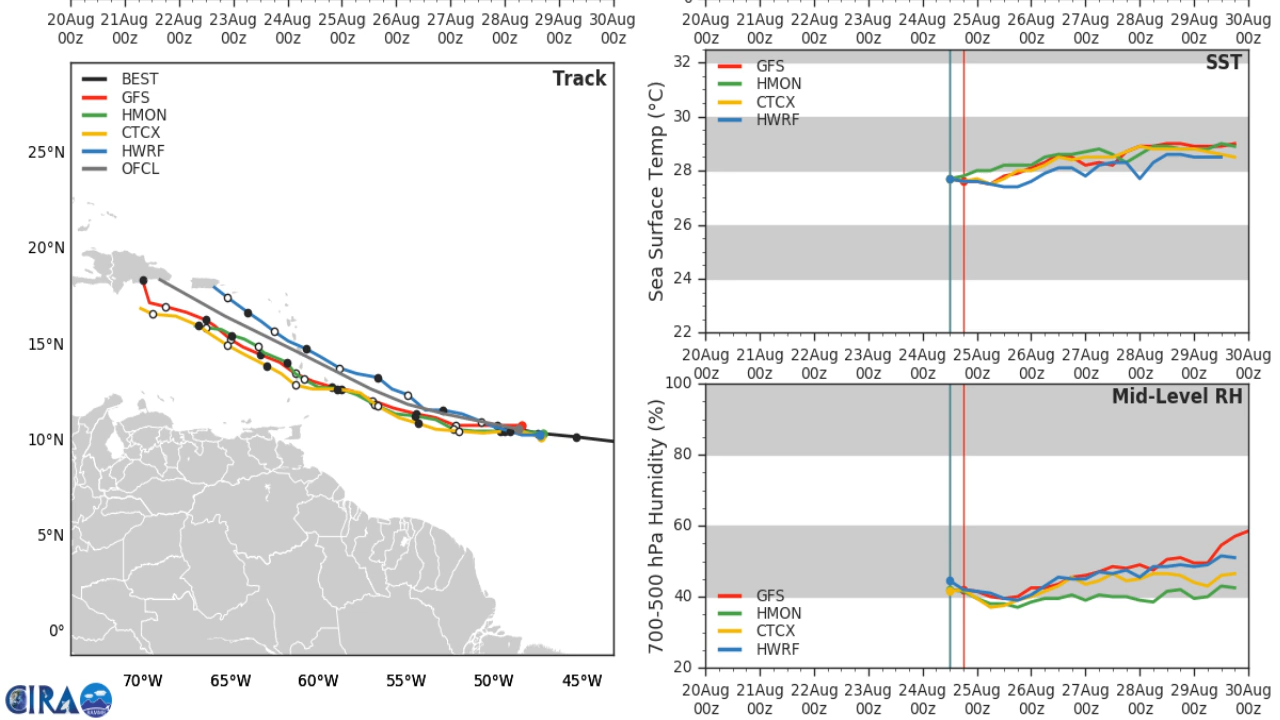 20Aug 21Aug 22Aug 23Aug 24Aug 25Aug 26Aug 27Aug 28Aug 29Aug 30Aug
00z 00z 00z 00z 00z 00z 00z 00z 00z 00z 00z
Track
BEST
GFS
HMON
CTCX
HWRF
OFCL
25°N
20°N
15°N
10°N
5°N
0°
70°W 65°W 60°W 55°W 50°W 45°W
CIRA
20Aug 21Aug 22Aug 23Aug 24Aug 25Aug 26Aug 27Aug 28Aug 29Aug 30Aug
00z 00z 00z 00z 00z 00z 00z 00z 00z 00z 00z
SST
GFS
HMON
CTCX
HWRF
Sea Surface Temp (°C)
32
30
28
26
24
22
20Aug 21Aug 22Aug 23Aug 24Aug 25Aug 26Aug 27Aug 28Aug 29Aug 30Aug
00z 00z 00z 00z 00z 00z 00z 00z 00z 00z 00z
Mid-Level RH
700-500 hPa Humidity (%)
100
80
60
40
20
GFS
HMON
CTCX
HWRF
20Aug 21Aug 22Aug 23Aug 24Aug 25Aug 26Aug 27Aug 28Aug 29Aug 30Aug
00z 00z 00z 00z 00z 00z 00z 00z 00z 00z 00z